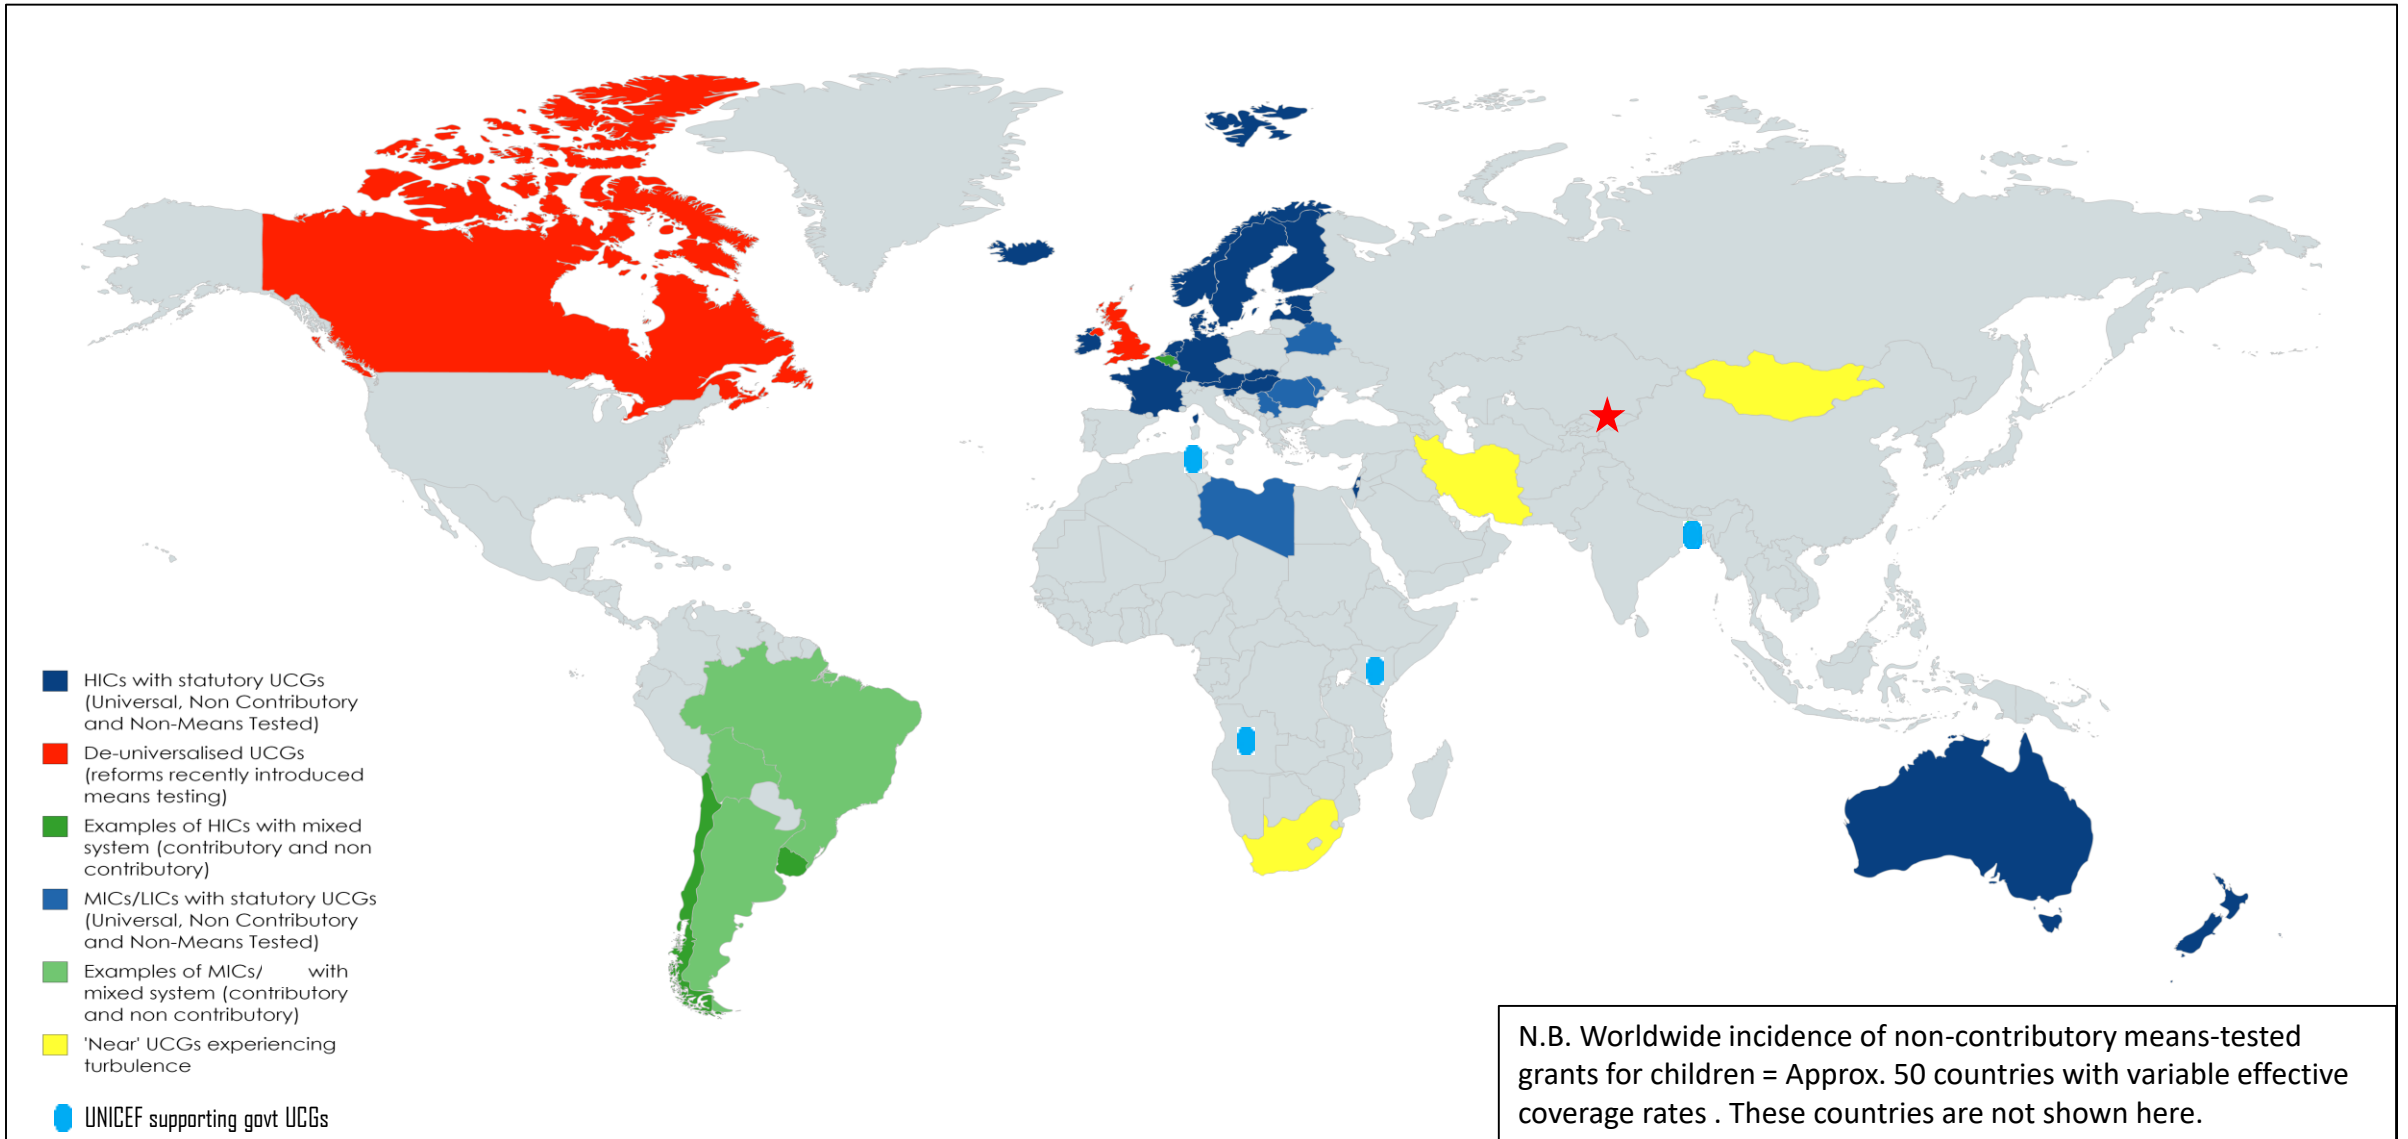 HICs with statutory UCGs
(Universal, Non Contributory
and Non-Means Tested)
De-universalised UCGs
(reforms recently introduced
means testing)
Examples of HICs with mixed
system (contributory and non
contributory)
MICs/LICs with statutory UCGs
(Universal, Non Contributory
and Non-Means Tested)
Examples of MICs/ with
mixed system (contributory
and non contributory)
'Near' UCGs experiencing
turbulence
UNICEF supporting govt UCGs
N.B. Worldwide incidence of non-contributory means-tested
grants for children = Approx. 50 countries with variable effective
coverage rates . These countries are not shown here.